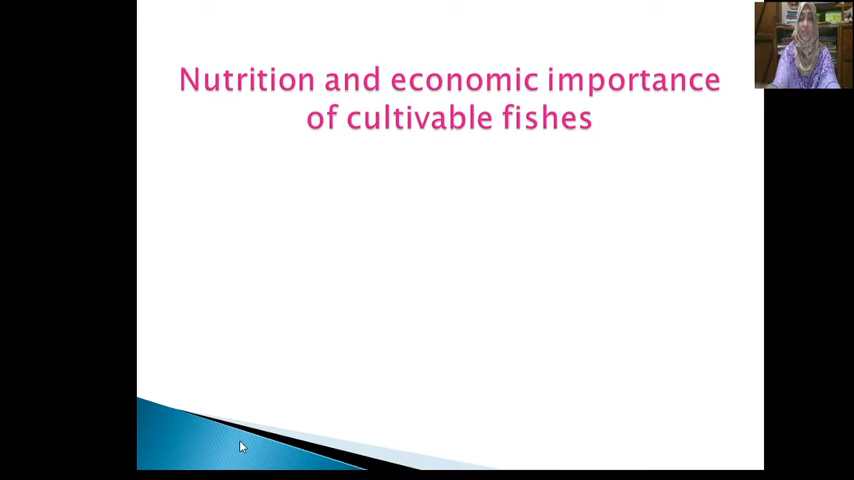 Nutrition and economic importance
of cultivable fishes